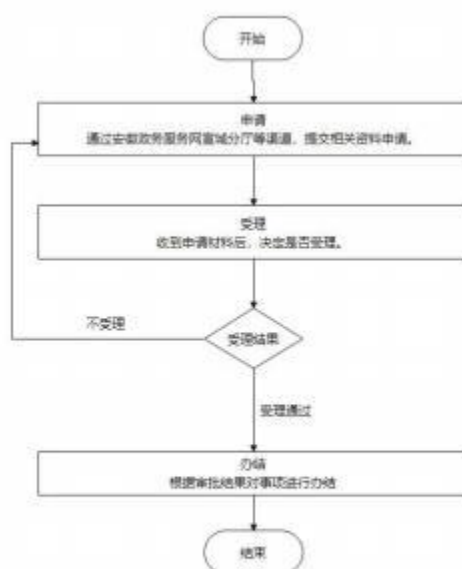 开始
申请
通过安徽政务服务网宣城分厅等渠道，提交相关资料申请。
受理
收到申请材料后，决定是否受理。
不受理
受理结果
受理通过
办结
根据审批结果对事项进行办结
结束